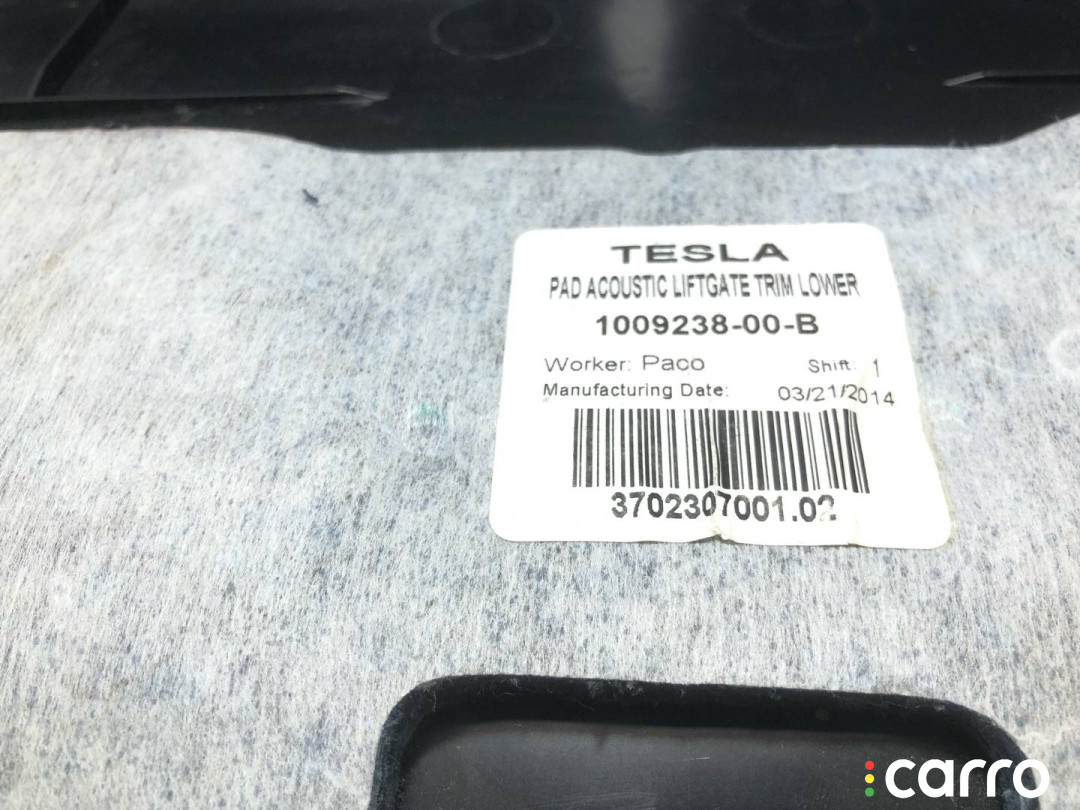 TESLA
PAD ACOUSTIC LIFTGATE TRIM LOWER
1009238-00-B
Worker: Paco Shift: 1
Manufacturing Date: 03/21/2014
3702307001.02
carro